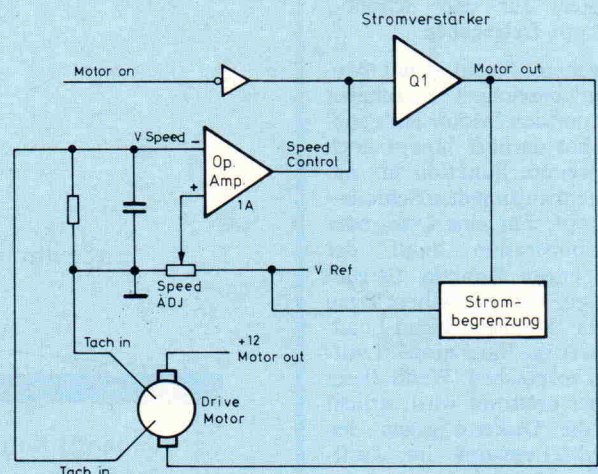 Stromverstärker
Motor on
Q1
Motor out
V Speed
−
Op.
Amp.
+
1A
Speed
Control
Speed
ADJ
V Ref
Strom-
begrenzung
Tach in
+12
Motor out
Drive
Motor
Tach in